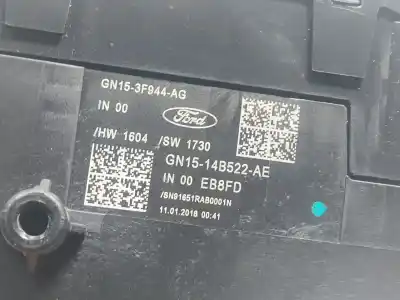 GN15-3F944-AG
IN 00
Ford
/HW 1604 /SW 1730
GN15-14B522-AE
IN 00 EB8FD
/SN91651RAB0001N
11.01.2018 00:41